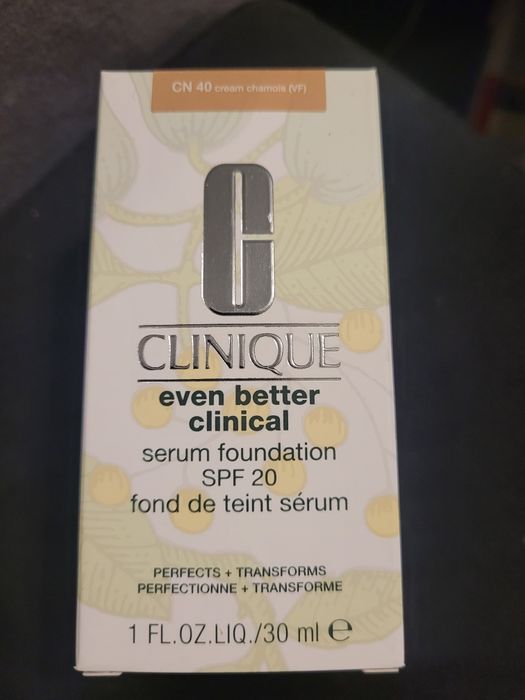 CN 40 cream chamois (VF)
C
CLINIQUE
even better
clinical
serum foundation
SPF 20
fond de teint sérum
PERFECTS + TRANSFORMS
PERFECTIONNE + TRANSFORME
1 FL.OZ.LIQ./30 ml ℮